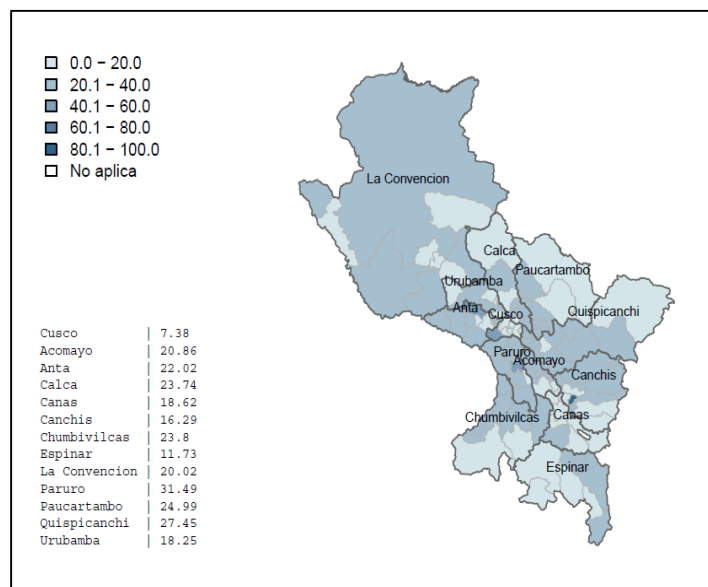 0.0 − 20.0
20.1 − 40.0
40.1 − 60.0
60.1 − 80.0
80.1 − 100.0
No aplica
La Convencion
Calca
Paucartambo
Urubamba
Quispicanchi
Anta
Cusco
Paruro
Acomayo
Canchis
Chumbivilcas
Canas
Espinar
Cusco | 7.38
Acomayo | 20.86
Anta | 22.02
Calca | 23.74
Canas | 18.62
Canchis | 16.29
Chumbivilcas | 23.8
Espinar | 11.73
La Convencion | 20.02
Paruro | 31.49
Paucartambo | 24.99
Quispicanchi | 27.45
Urubamba | 18.25